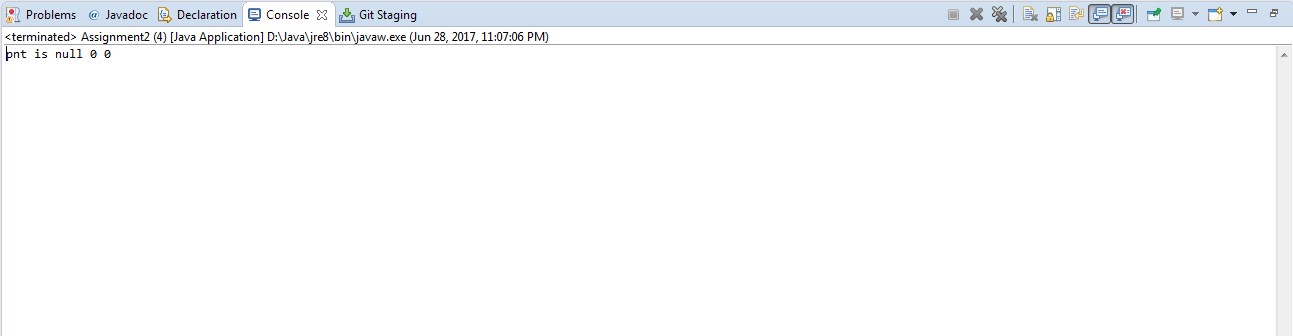 Problems @ Javadoc Declaration Console Git Staging
<terminated> Assignment2 (4) [Java Application] D:\Java\jre8\bin\javaw.exe (Jun 28, 2017, 11:07:06 PM)
pnt is null 0 0